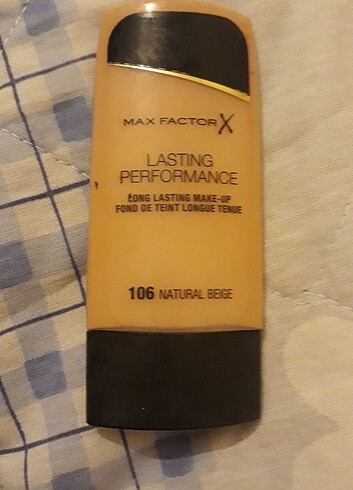 MAX FACTOR X
LASTING
PERFORMANCE
LONG LASTING MAKE-UP
FOND DE TEINT LONGUE TENUE
106 NATURAL BEIGE